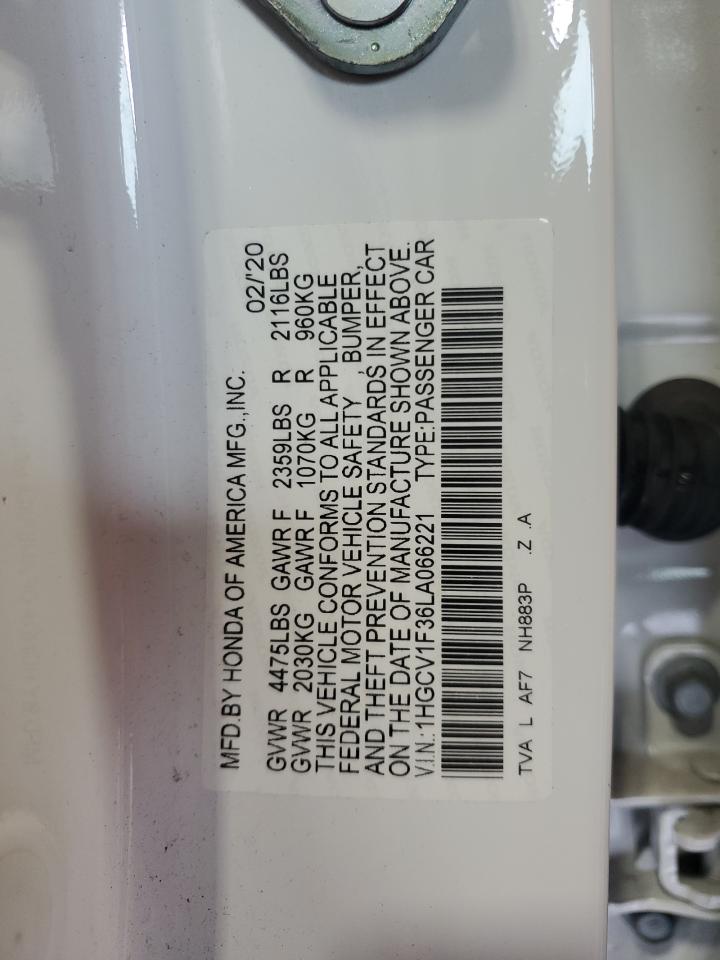 MFD.BY HONDA OF AMERICA MFG.,INC. 02/'20
GVWR 4475LBS GAWR F 2359LBS R 2116LBS
GVWR 2030KG GAWR F 1070KG R 960KG
THIS VEHICLE CONFORMS TO ALL APPLICABLE
FEDERAL MOTOR VEHICLE SAFETY, BUMPER,
AND THEFT PREVENTION STANDARDS IN EFFECT
ON THE DATE OF MANUFACTURE SHOWN ABOVE.
V.I.N.:1HGCV1F36LA066221 TYPE:PASSENGER CAR
TVA L AF7 NH883P .Z .A